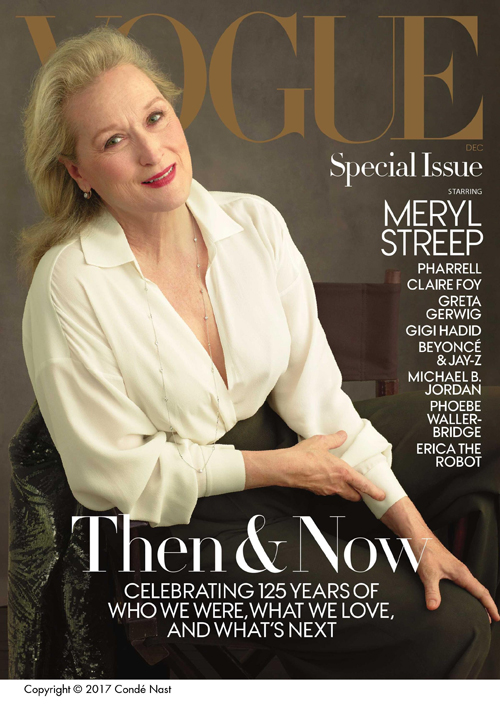 VOGUE
DEC
Special Issue
STARRING
MERYL
STREEP
PHARRELL
CLAIRE FOY
GRETA
GERWIG
GIGI HADID
BEYONCÉ
& JAY-Z
MICHAEL B.
JORDAN
PHOEBE
WALLER-
BRIDGE
ERICA THE
ROBOT
Then & Now
CELEBRATING 125 YEARS OF
WHO WE WERE, WHAT WE LOVE,
AND WHAT'S NEXT
Copyright © 2017 Condé Nast